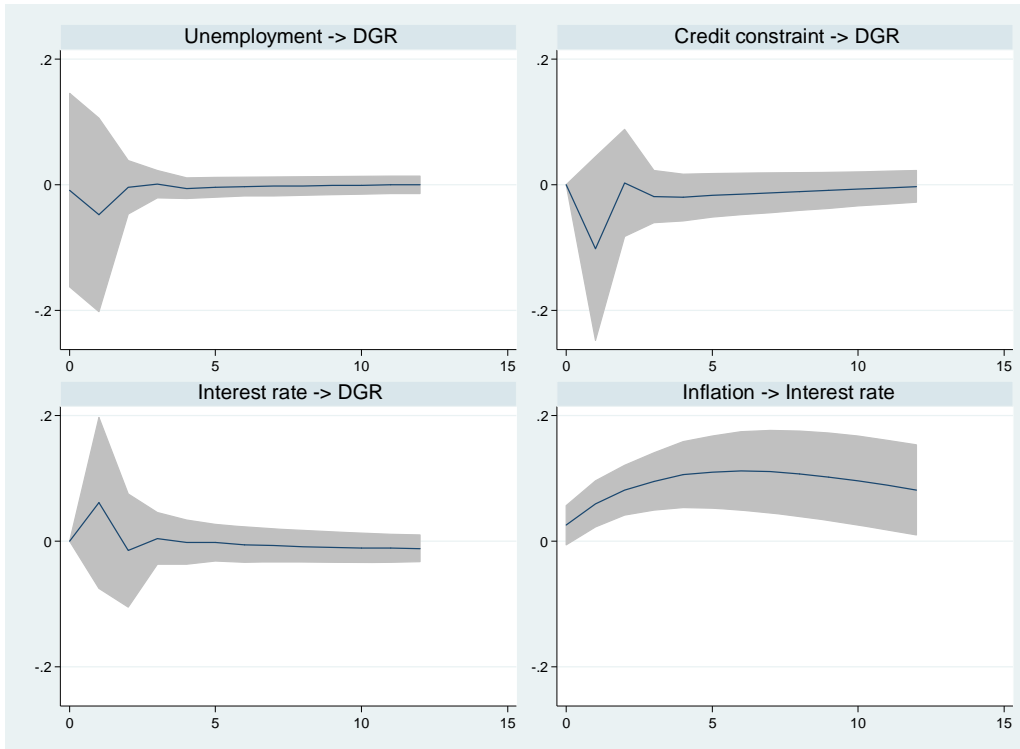 Unemployment -> DGR
Credit constraint -> DGR
.2
0
-.2
0 5 10 15
.2
0
-.2
0 5 10 15
Interest rate -> DGR
Inflation -> Interest rate
.2
0
-.2
0 5 10 15
.2
0
-.2
0 5 10 15